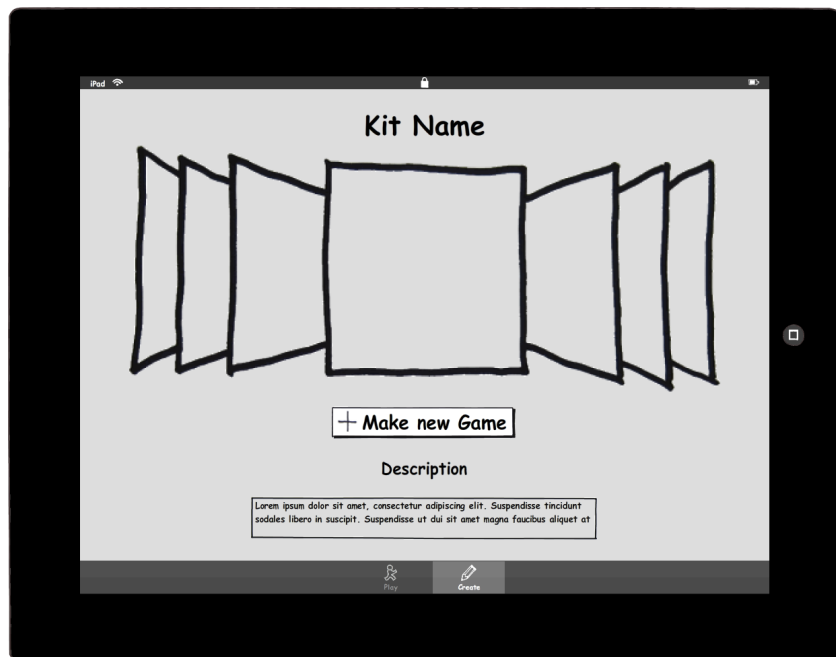 iPad
Kit Name
Make new Game
Description
Lorem ipsum dolor sit amet, consectetur adipiscing elit. Suspendisse tincidunt
sodales libero in suscipit. Suspendisse ut dui sit amet magna faucibus aliquet at
Play
Create